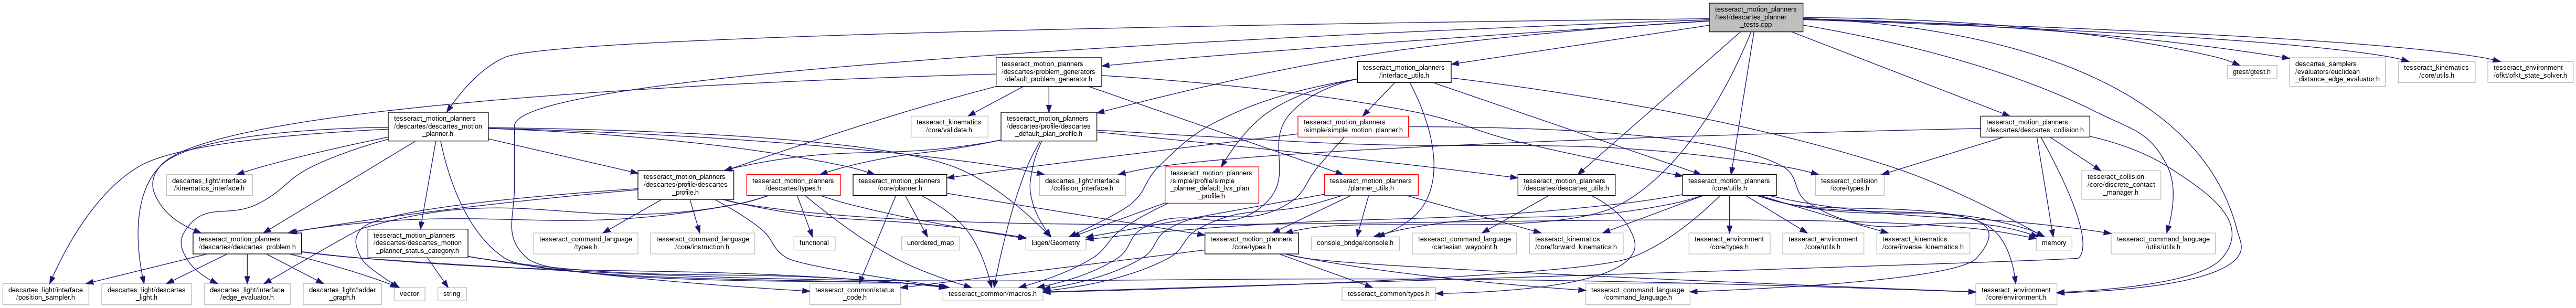 tesseract_motion_planners
/test/descartes_planner
_tests.cpp
tesseract_motion_planners
/descartes/problem_generators
/default_problem_generator.h
tesseract_motion_planners
/interface_utils.h
gtest/gtest.h
descartes_samplers
/evaluators/euclidean
_distance_edge_evaluator.h
tesseract_kinematics
/core/utils.h
tesseract_environment
/ofkt/ofkt_state_solver.h
tesseract_motion_planners
/descartes/descartes_motion
_planner.h
tesseract_kinematics
/core/validate.h
tesseract_motion_planners
/descartes/profile/descartes
_default_plan_profile.h
tesseract_motion_planners
/simple/simple_motion_planner.h
tesseract_motion_planners
/descartes/descartes_collision.h
descartes_light/interface
/kinematics_interface.h
tesseract_motion_planners
/descartes/profile/descartes
_profile.h
tesseract_motion_planners
/descartes/types.h
tesseract_motion_planners
/core/planner.h
descartes_light/interface
/collision_interface.h
tesseract_motion_planners
/simple/profile/simple
_planner_default_lvs_plan
_profile.h
tesseract_motion_planners
/planner_utils.h
tesseract_motion_planners
/descartes/descartes_utils.h
tesseract_motion_planners
/core/utils.h
tesseract_collision
/core/types.h
tesseract_collision
/core/discrete_contact
_manager.h
tesseract_motion_planners
/descartes/descartes_problem.h
tesseract_motion_planners
/descartes/descartes_motion
_planner_status_category.h
tesseract_command_language
/types.h
tesseract_command_language
/core/instruction.h
functional
unordered_map
Eigen/Geometry
tesseract_motion_planners
/core/types.h
console_bridge/console.h
tesseract_command_language
/cartesian_waypoint.h
tesseract_kinematics
/core/forward_kinematics.h
tesseract_environment
/core/types.h
tesseract_environment
/core/utils.h
tesseract_kinematics
/core/inverse_kinematics.h
memory
tesseract_command_language
/utils/utils.h
descartes_light/interface
/position_sampler.h
descartes_light/descartes
_light.h
descartes_light/interface
/edge_evaluator.h
descartes_light/ladder
_graph.h
vector
string
tesseract_common/status
_code.h
tesseract_common/macros.h
tesseract_common/types.h
tesseract_command_language
/command_language.h
tesseract_environment
/core/environment.h